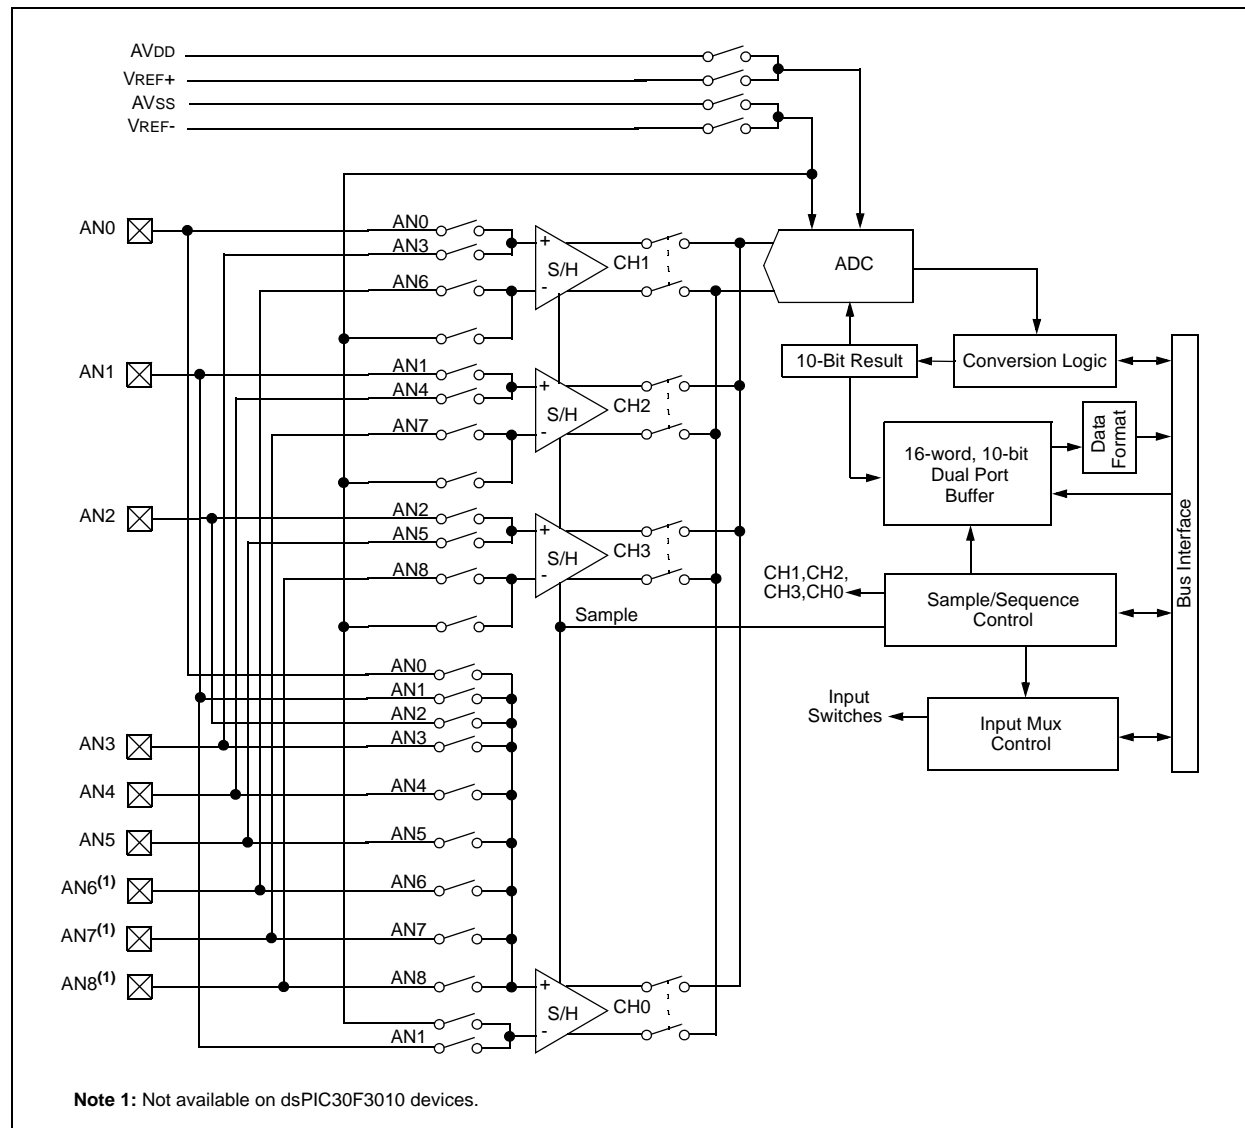 AVDD
VREF+
AVSS
VREF-
AN0
AN0
AN3
AN6
+
-
S/H
CH1
ADC
AN1
AN1
AN4
AN7
+
-
S/H
CH2
10-Bit Result
Conversion Logic
16-word, 10-bit
Dual Port
Buffer
Data
Format
Bus Interface
AN2
AN2
AN5
AN8
+
-
S/H
CH3
CH1,CH2,
CH3,CH0
Sample/Sequence
Control
Sample
Input
Switches
Input Mux
Control
AN0
AN1
AN2
AN3
AN3
AN4
AN4
AN5
AN5
AN6(1)
AN6
AN7(1)
AN7
AN8(1)
AN8
AN1
+
-
S/H
CH0
Note 1: Not available on dsPIC30F3010 devices.